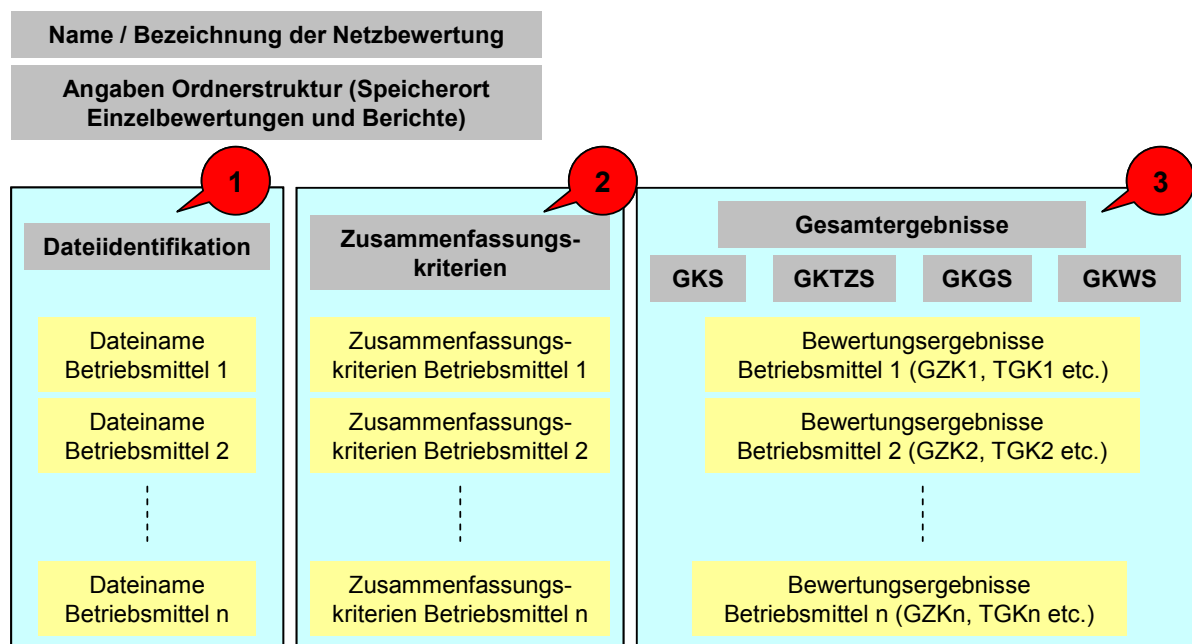 Name / Bezeichnung der Netzbewertung
Angaben Ordnerstruktur (Speicherort
Einzelbewertungen und Berichte)
1
2
3
Dateiidentifikation
Zusammenfassungs-
kriterien
Gesamtergebnisse
GKS
GKTZS
GKGS
GKWS
Dateiname
Betriebsmittel 1
Zusammenfassungs-
kriterien Betriebsmittel 1
Bewertungsergebnisse
Betriebsmittel 1 (GZK1, TGK1 etc.)
Dateiname
Betriebsmittel 2
Zusammenfassungs-
kriterien Betriebsmittel 2
Bewertungsergebnisse
Betriebsmittel 2 (GZK2, TGK2 etc.)
Dateiname
Betriebsmittel n
Zusammenfassungs-
kriterien Betriebsmittel n
Bewertungsergebnisse
Betriebsmittel n (GZKn, TGKn etc.)